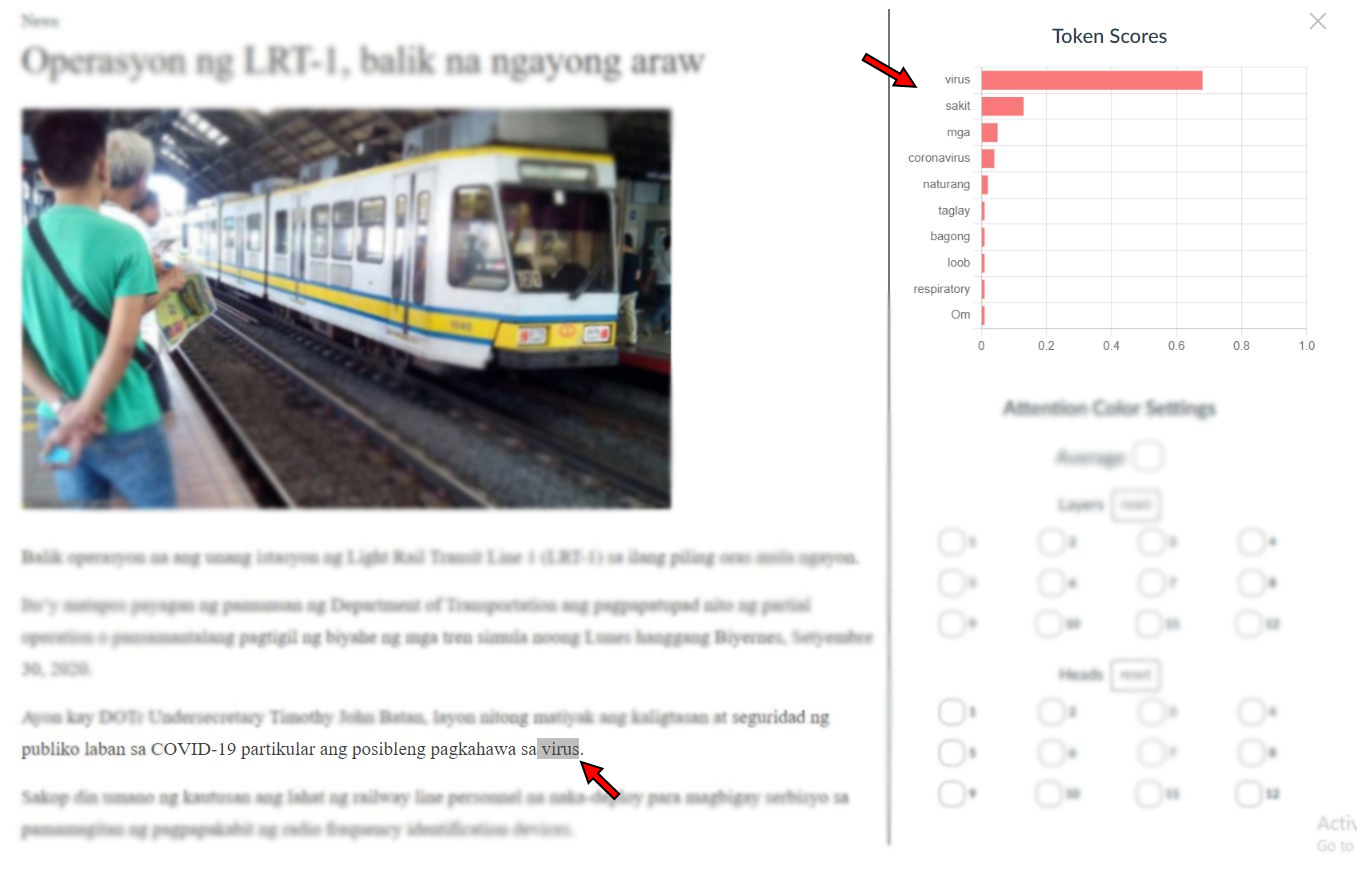 News
Operasyon ng LRT-1, balik na ngayong araw
Balik operasyon na ang unang istasyon ng Light Rail Transit Line 1 (LRT-1) sa ilang piling oras mula ngayon.
Ito'y matapos payagan ng pamunuan ng Department of Transportation ang pagpapatupad nito ng partial
operation o pansamantalang pagtigil ng biyahe ng mga tren simula noong Lunes hanggang Biyernes, Setyembre
30, 2020.
Ayon kay DOTr Undersecretary Timothy John Batan, layon nitong matiyak ang kaligtasan at seguridad ng
publiko laban sa COVID-19 partikular ang posibleng pagkahawa sa virus.
Sakop din umano ng kautusan ang lahat ng railway line personnel na naka-deploy para magbigay serbisyo sa
pamamagitan ng pagpapakabit ng radio frequency identification devices.
Token Scores
virus
sakit
mga
coronavirus
naturang
taglay
bagong
loob
respiratory
Om
0 0.2 0.4 0.6 0.8 1.0
Attention Color Settings
Average
Layers reset
1 2 3 4
5 6 7 8
9 10 11 12
Heads reset
1 2 3 4
5 6 7 8
9 10 11 12
Activ
Go to